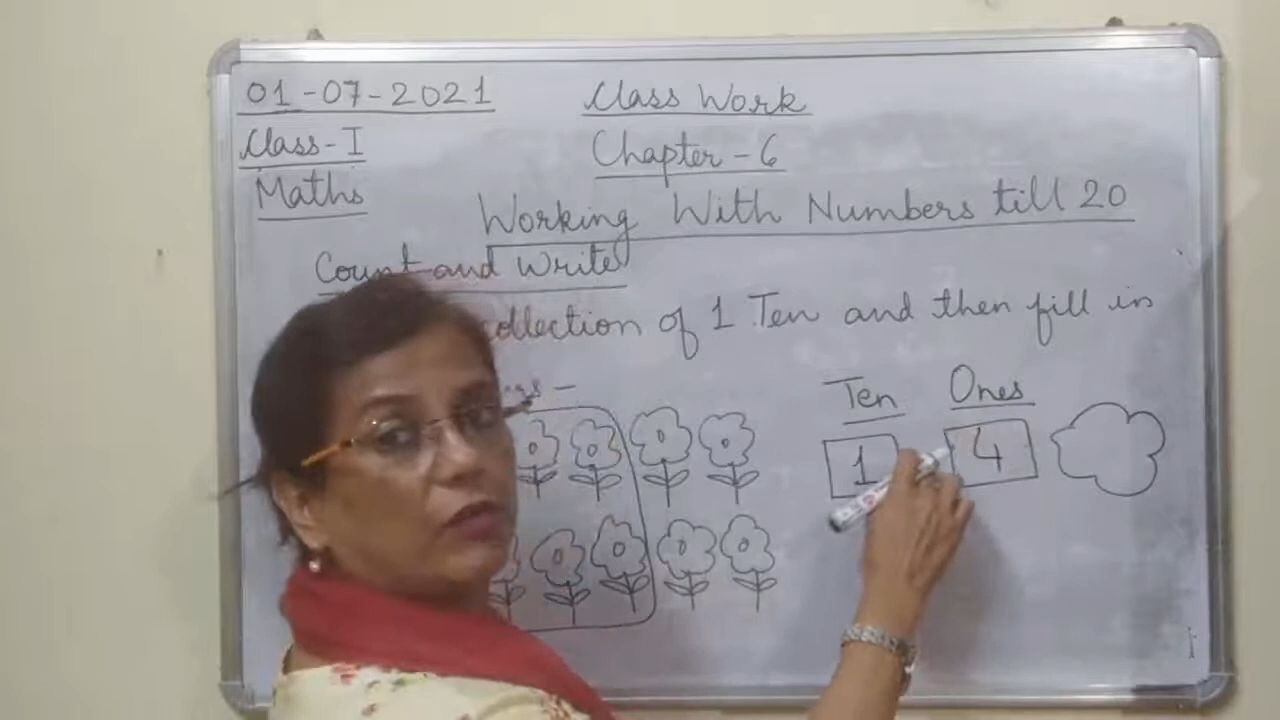 01-07-2021
Class Work
Class-I
Chapter-6
Maths
Working With Numbers till 20
Count and Write
collection of 1 Ten and then fill in
Ten Ones
1 4